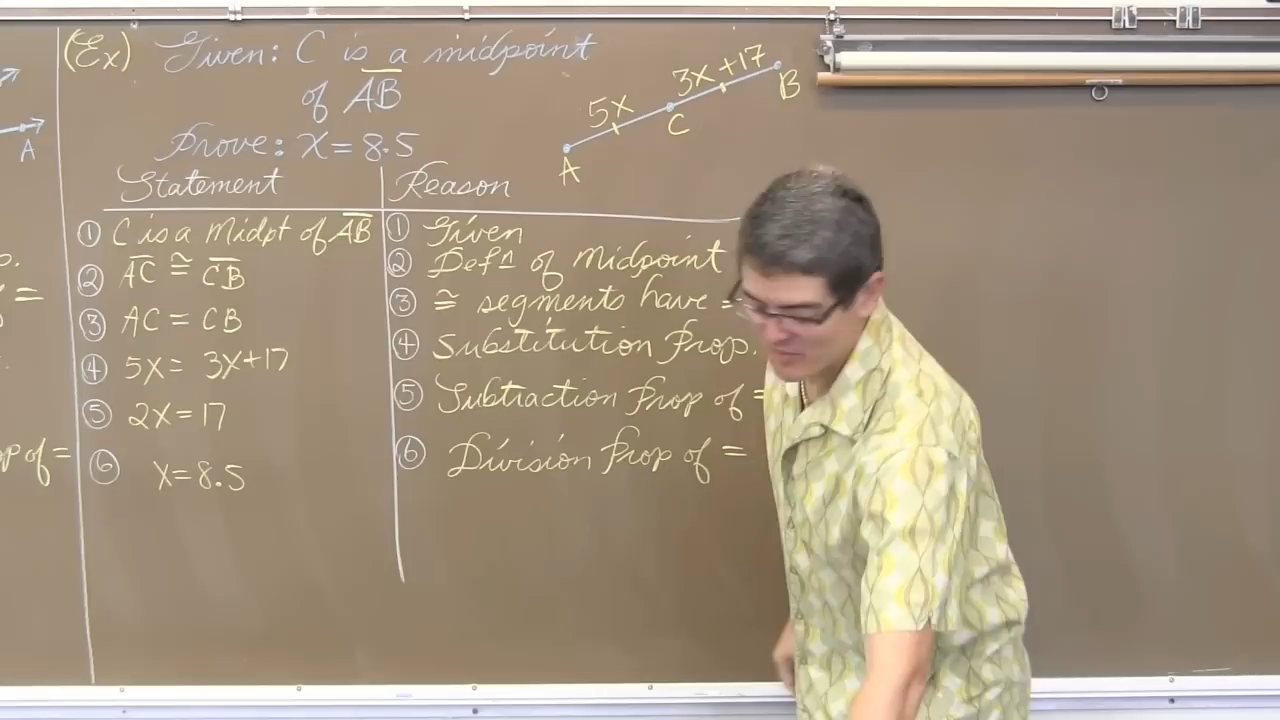 (Ex) Given: C is a midpoint
of AB
Prove: X = 8.5
5X
3X+17
A
C
B
A
Statement
Reason
① C is a Midpt of AB
① Given
② AC ≅ CB
② Defn of Midpoint
③ AC = CB
③ ≅ segments have =
④ 5X = 3X+17
④ Substitution Prop.
⑤ 2X = 17
⑤ Subtraction Prop of =
⑥ X = 8.5
⑥ Division Prop of =
op of =